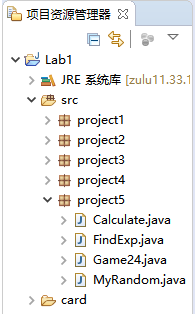 项目资源管理器
Lab1
JRE 系统库 [zulu11.33.1
src
project1
project2
project3
project4
project5
Calculate.java
FindExp.java
Game24.java
MyRandom.java
card